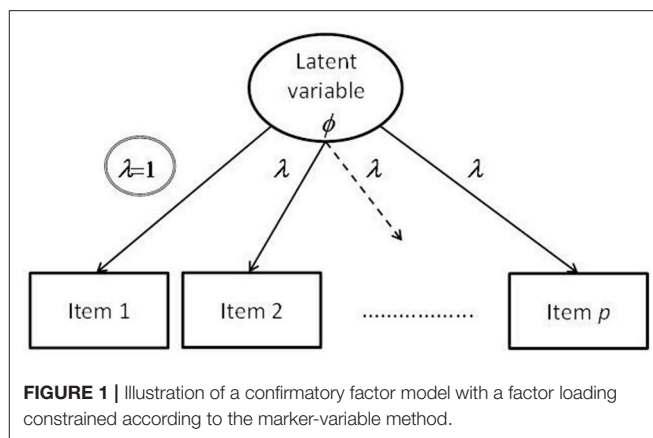 Latent
variable
ϕ
λ=1
λ
λ
λ
Item 1
Item 2
..................
Item p
FIGURE 1 | Illustration of a confirmatory factor model with a factor loading
constrained according to the marker-variable method.